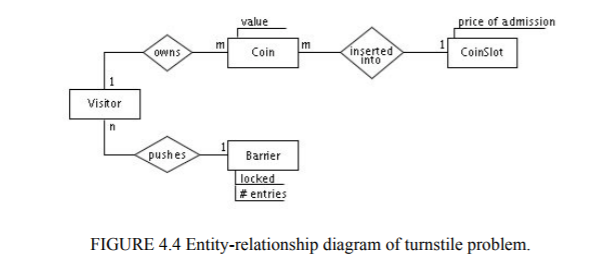 value
price of admission
owns
m
Coin
m
inserted
into
1
CoinSlot
1
Visitor
n
pushes
1
Barrier
locked
# entries
FIGURE 4.4 Entity-relationship diagram of turnstile problem.